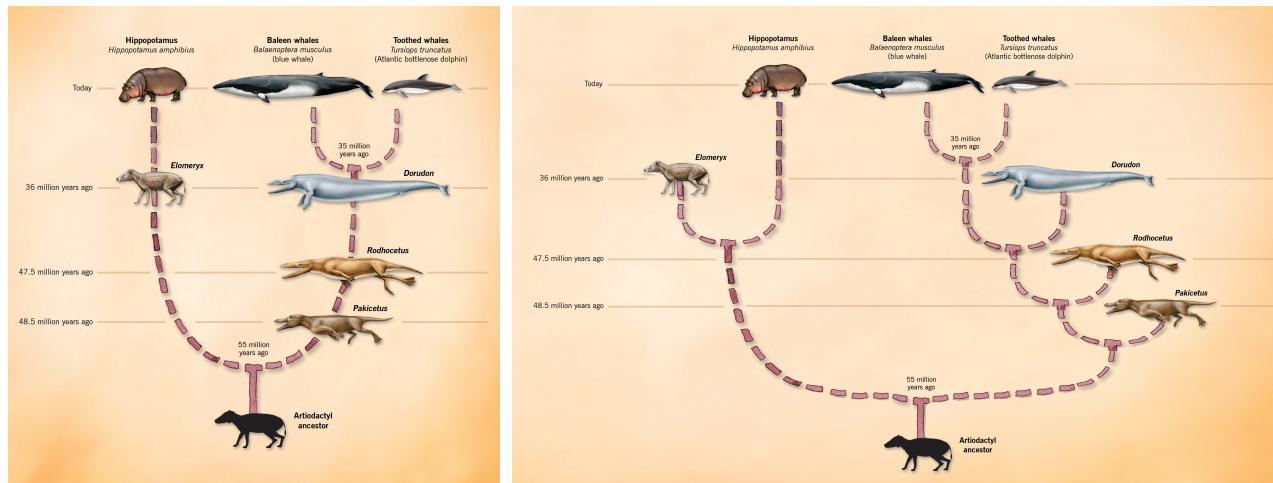 Hippopotamus
Hippopotamus amphibius
Baleen whales
Balaenoptera musculus
(blue whale)
Toothed whales
Tursiops truncatus
(Atlantic bottlenose dolphin)
Today
35 million
years ago
Elomeryx
Dorudon
36 million years ago
Rodhocetus
47.5 million years ago
Pakicetus
48.5 million years ago
55 million
years ago
Artiodactyl
ancestor
Hippopotamus
Hippopotamus amphibius
Baleen whales
Balaenoptera musculus
(blue whale)
Toothed whales
Tursiops truncatus
(Atlantic bottlenose dolphin)
Today
35 million
years ago
Elomeryx
Dorudon
36 million years ago
Rodhocetus
47.5 million years ago
Pakicetus
48.5 million years ago
55 million
years ago
Artiodactyl
ancestor